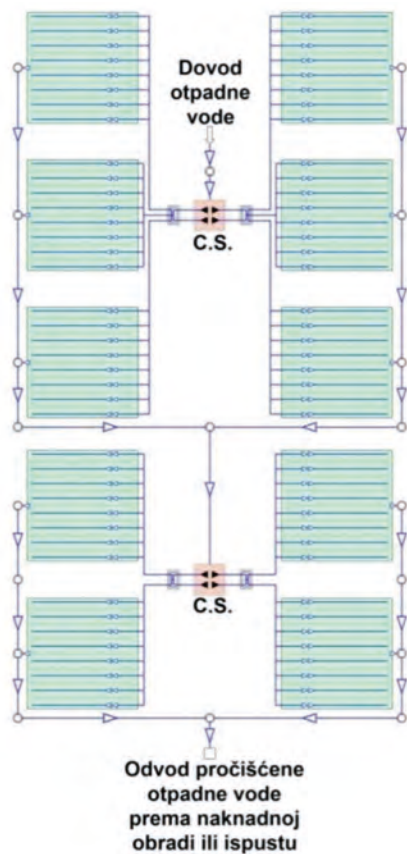 Dovod
otpadne
vode
C.S.
C.S.
Odvod pročišćene
otpadne vode
prema naknadnoj
obradi ili ispustu